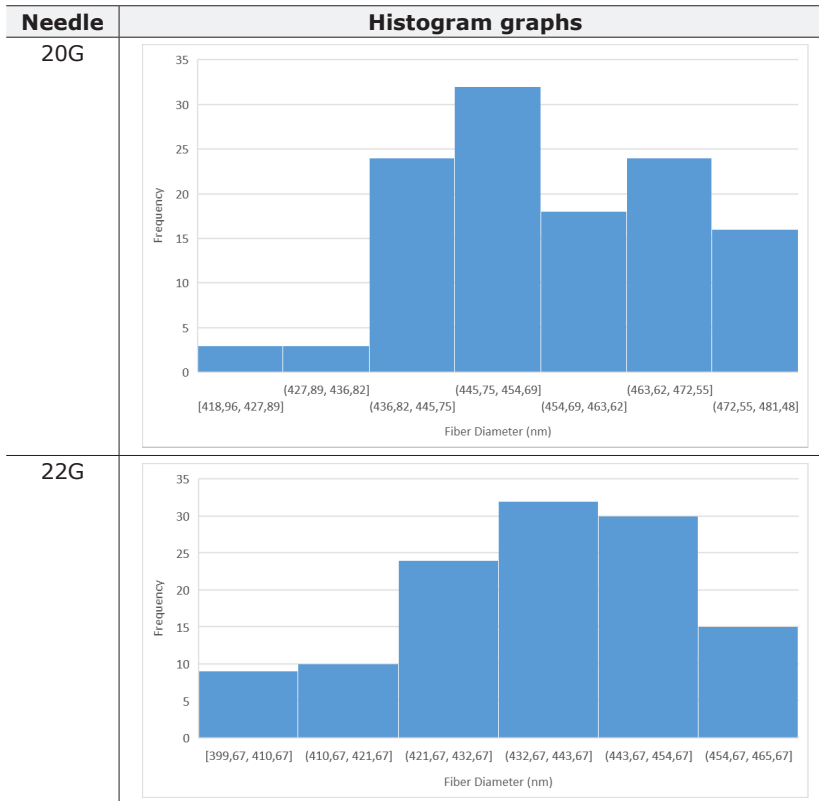 Needle Histogram graphs
20G
35
30
25
20
15
10
5
0
Frequency
(427,89, 436,82] (445,75, 454,69] (463,62, 472,55]
[418,96, 427,89] (436,82, 445,75] (454,69, 463,62] (472,55, 481,48]
Fiber Diameter (nm)
22G
35
30
25
20
15
10
5
0
Frequency
[399,67, 410,67] (410,67, 421,67] (421,67, 432,67] (432,67, 443,67] (443,67, 454,67] (454,67, 465,67]
Fiber Diameter (nm)